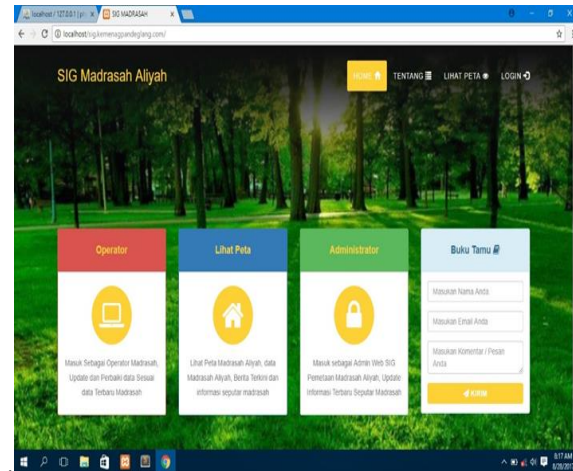 localhost / 127.0.0.1 | ph
SIG MADRASAH
localhost/sig.kemenagpandeglang.com/
SIG Madrasah Aliyah
HOME
TENTANG
LIHAT PETA
LOGIN
Operator
Masuk Sebagai Operator Madrasah,
Update dan Perbaiki data Sesuai
data Terbaru Madrasah
Lihat Peta
Lihat Peta Madrasah Aliyah, data
Madrasah Aliyah, Berita Terkini dan
informasi seputar madrasah
Administrator
Masuk sebagai Admin Web SIG
Pemetaan Madrasah Aliyah, Update
Informasi Terbaru Seputar Madrasah
Buku Tamu
Masukan Nama Anda
Masukan Email Anda
Masukan Komentar / Pesan
Anda
KIRIM
8:17 AM